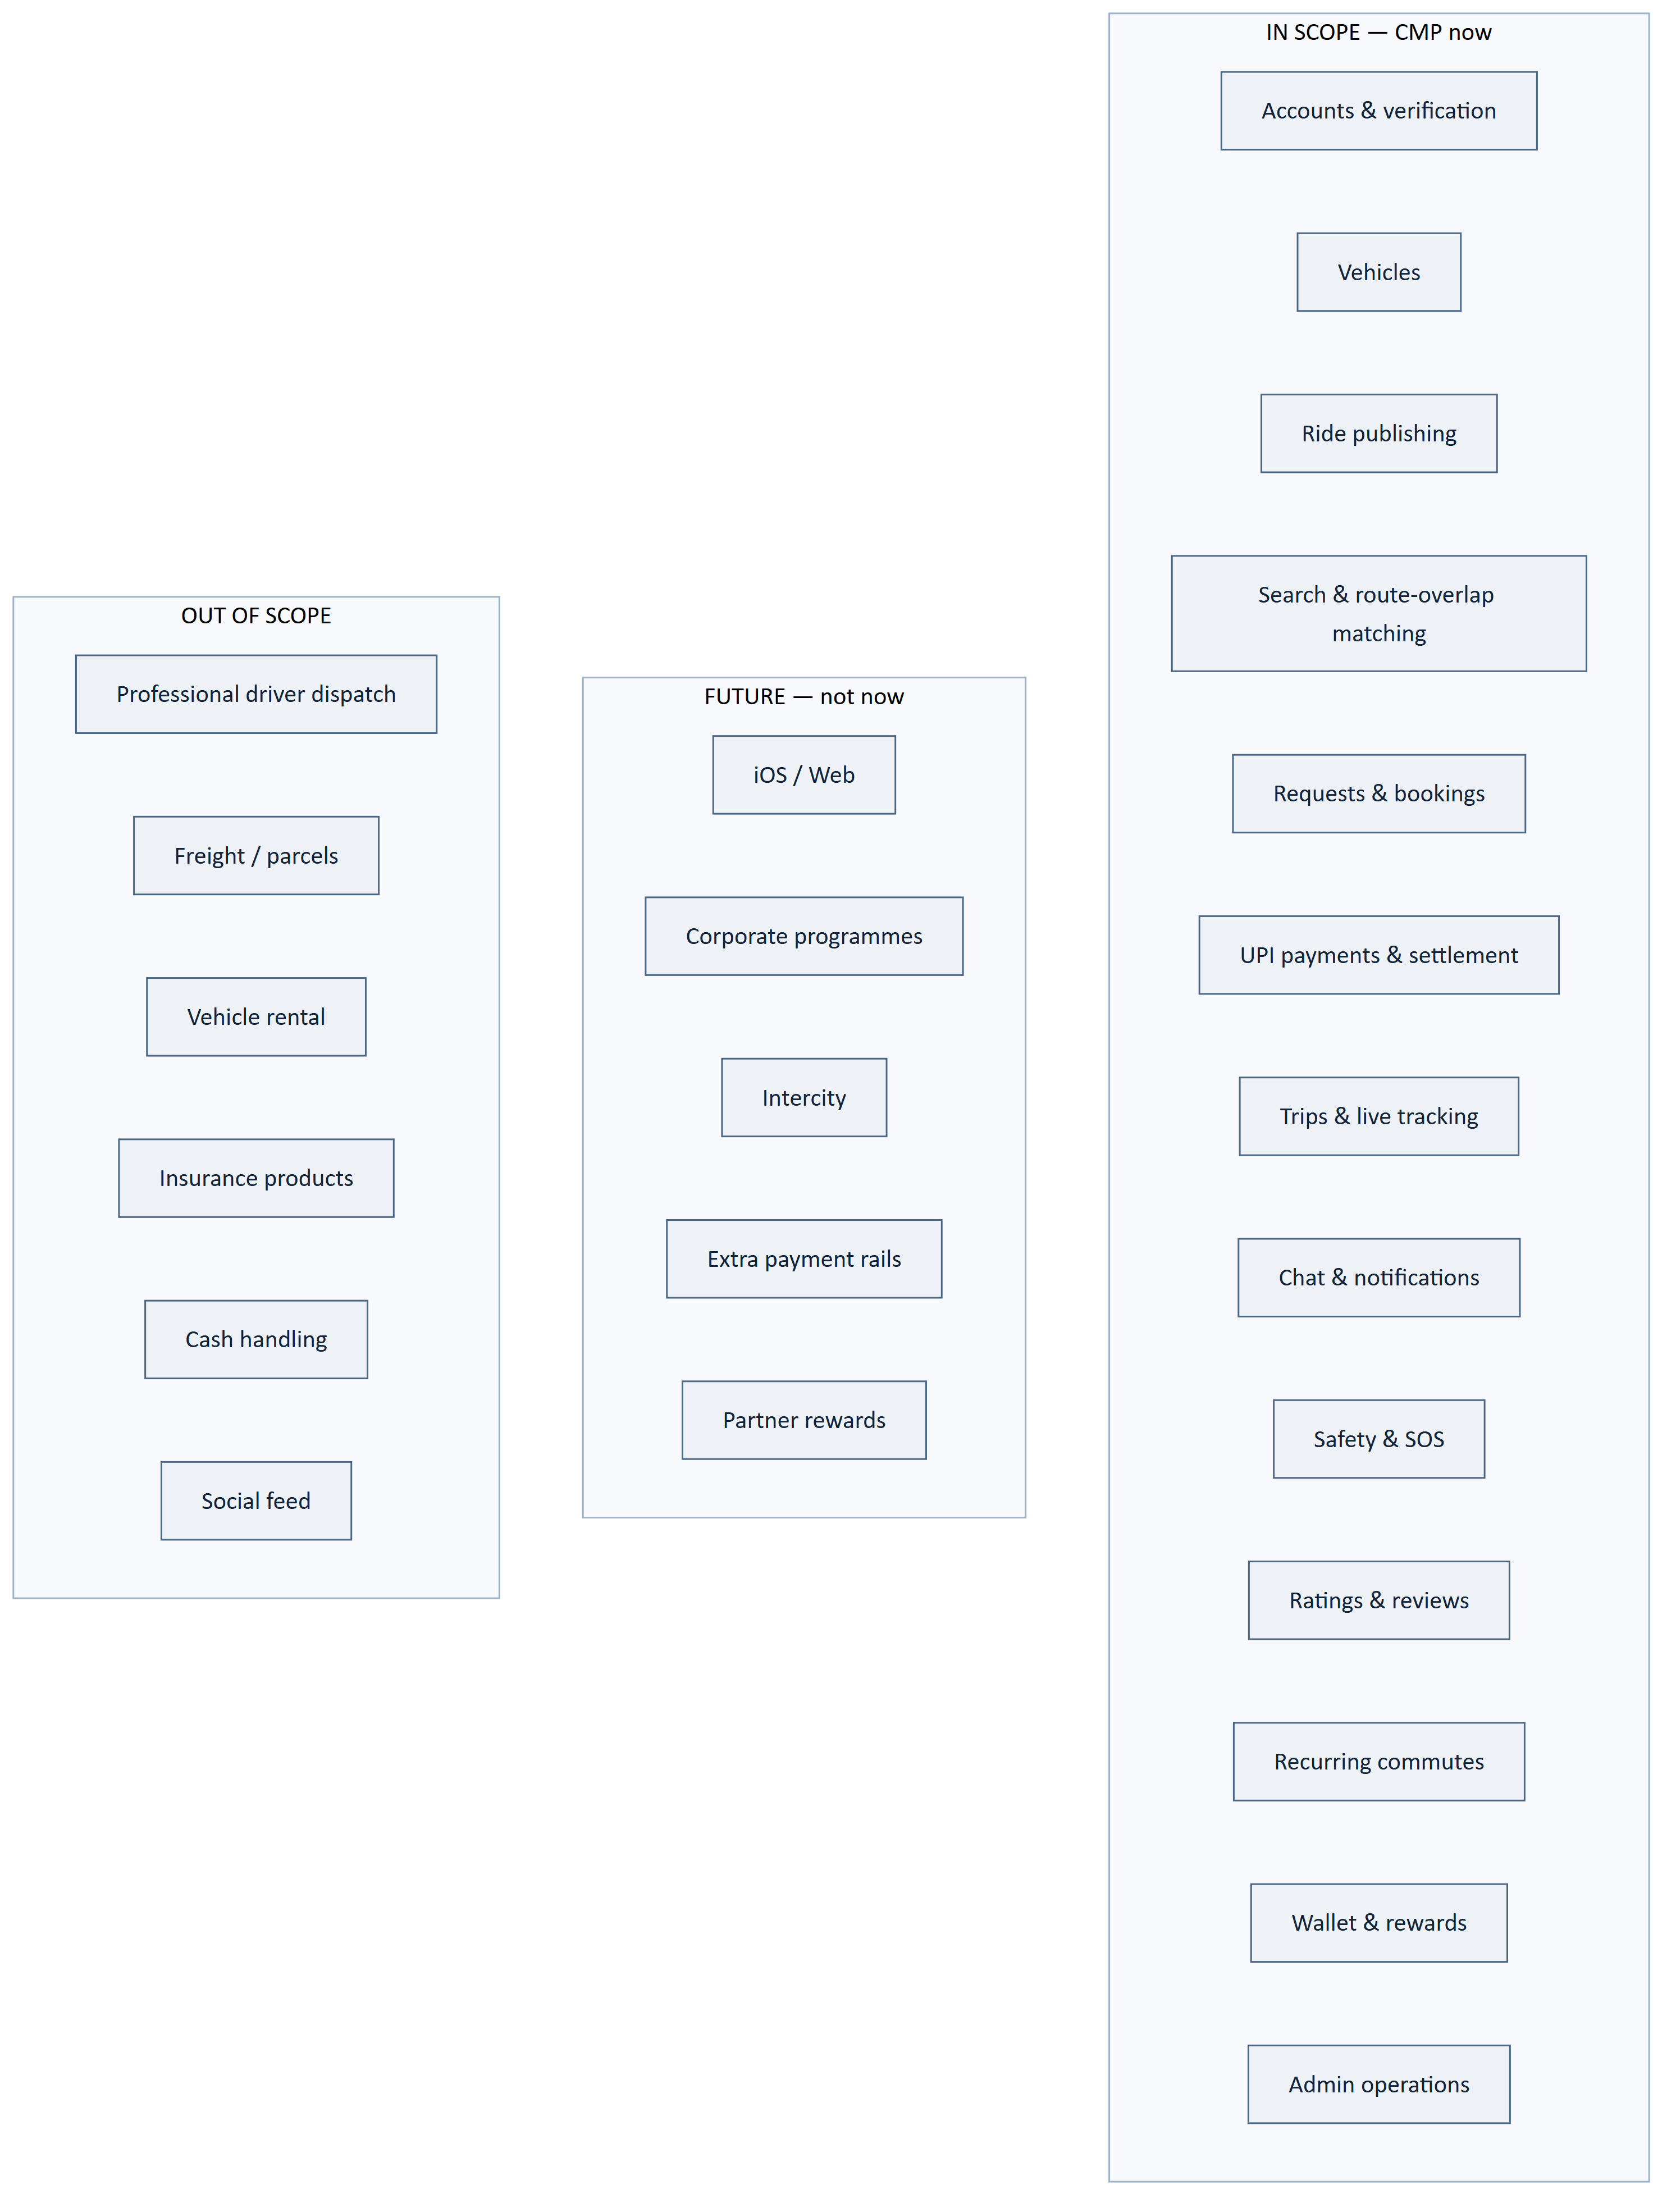 OUT OF SCOPE
Professional driver dispatch
Freight / parcels
Vehicle rental
Insurance products
Cash handling
Social feed
FUTURE — not now
iOS / Web
Corporate programmes
Intercity
Extra payment rails
Partner rewards
IN SCOPE — CMP now
Accounts & verification
Vehicles
Ride publishing
Search & route-overlap
matching
Requests & bookings
UPI payments & settlement
Trips & live tracking
Chat & notifications
Safety & SOS
Ratings & reviews
Recurring commutes
Wallet & rewards
Admin operations